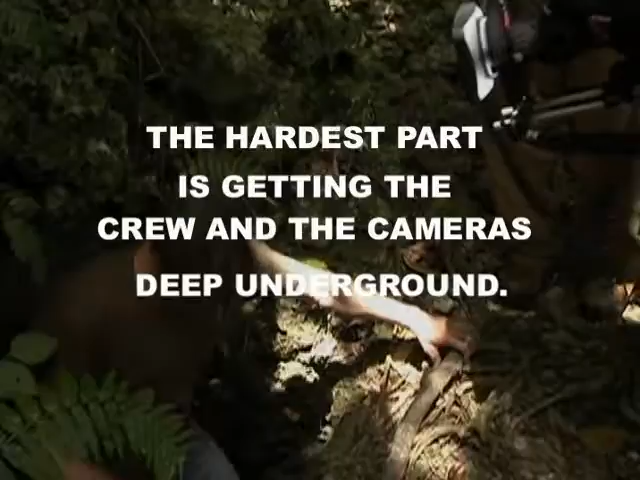 THE HARDEST PART
IS GETTING THE
CREW AND THE CAMERAS
DEEP UNDERGROUND.